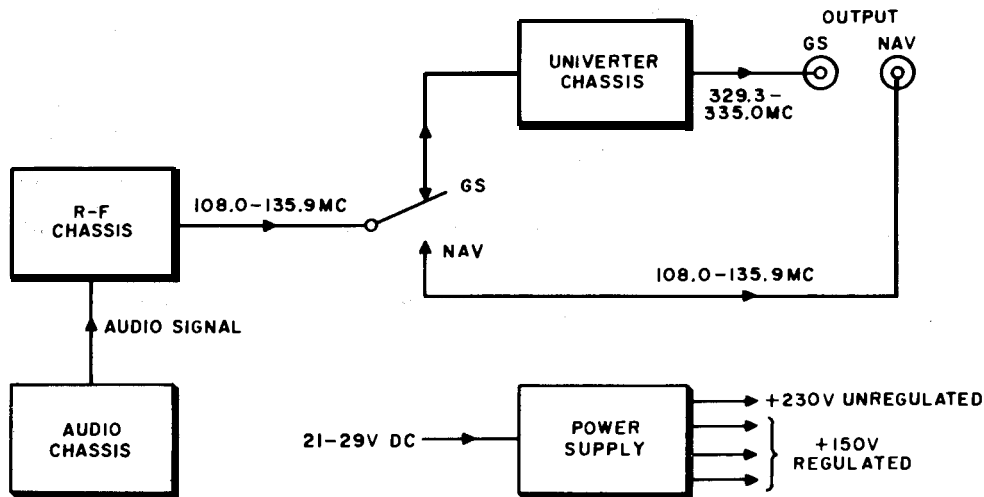 OUTPUT
GS
NAV
UNIVERTER
CHASSIS
329.3-
335.0MC
R-F
CHASSIS
108.0-135.9MC
GS
NAV
108.0-135.9MC
AUDIO SIGNAL
AUDIO
CHASSIS
21-29V DC
POWER
SUPPLY
+230V UNREGULATED
+150V
REGULATED